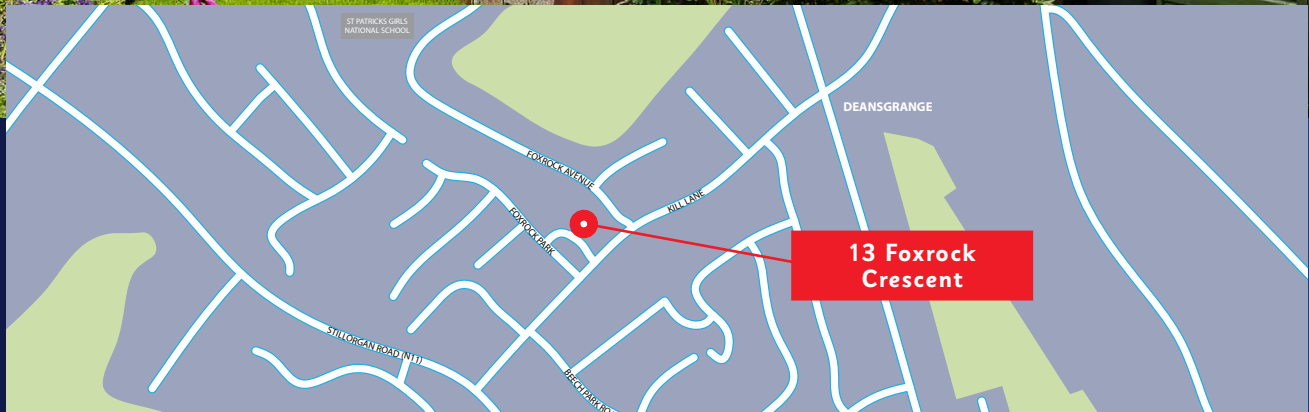 ST PATRICKS GIRLS
NATIONAL SCHOOL
DEANSGRANGE
FOXROCK AVENUE
KILL LANE
FOXROCK PARK
13 Foxrock
Crescent
STILLORGAN ROAD (N11)
BEECH PARK